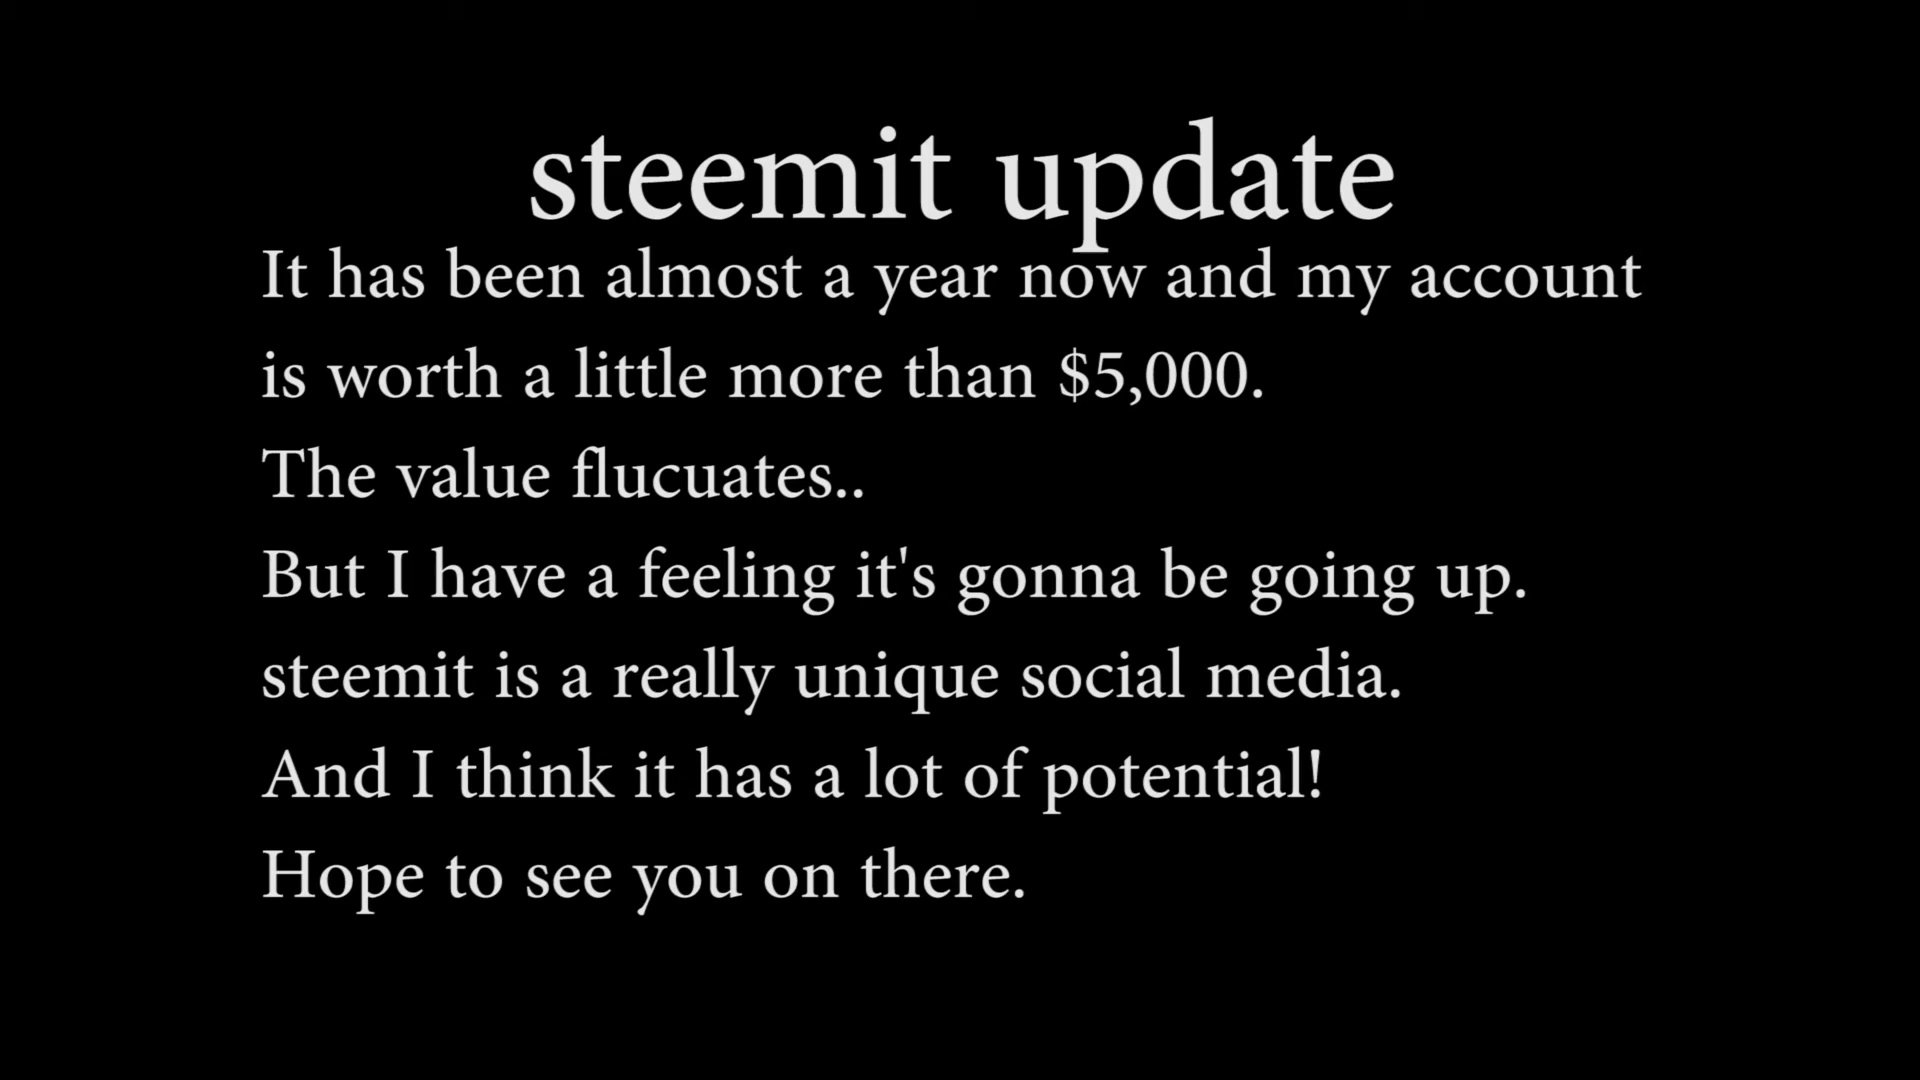 steemit update
It has been almost a year now and my account
is worth a little more than $5,000.
The value flucuates..
But I have a feeling it's gonna be going up.
steemit is a really unique social media.
And I think it has a lot of potential!
Hope to see you on there.